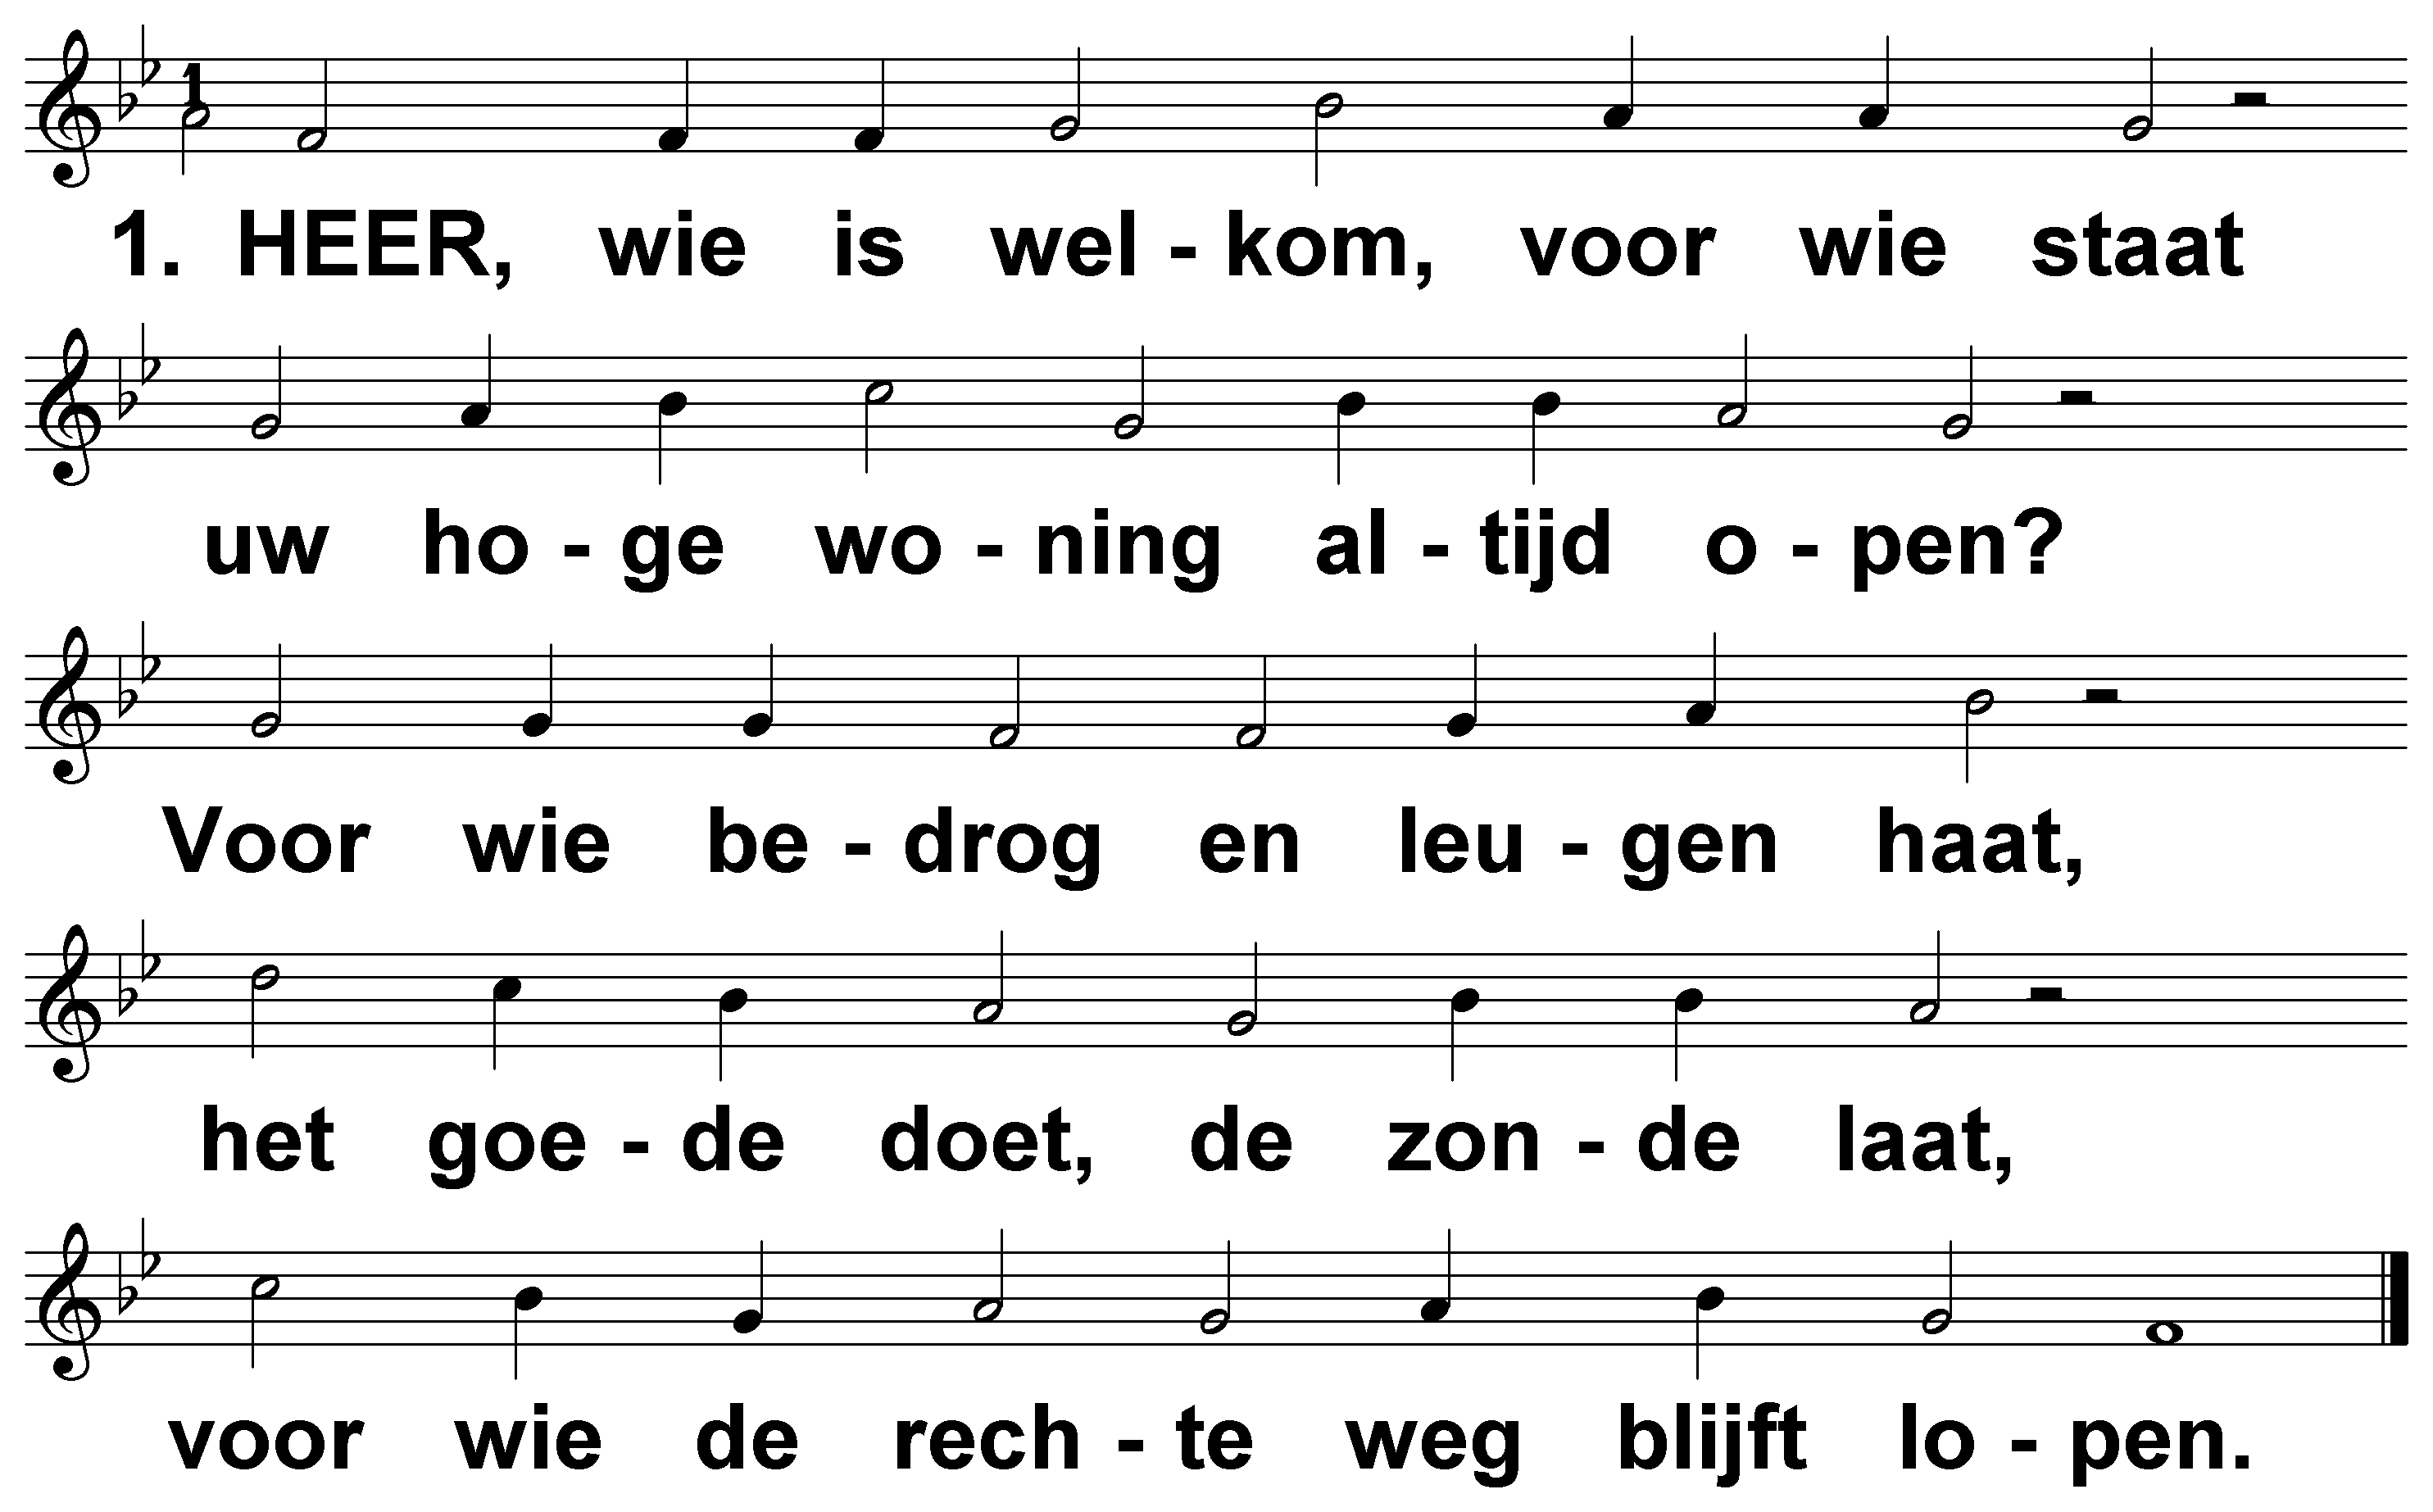 1
1. HEER, wie is wel - kom, voor wie staat
uw ho - ge wo - ning al - tijd o - pen?
Voor wie be - drog en leu - gen haat,
het goe - de doet, de zon - de laat,
voor wie de rech - te weg blijft lo - pen.